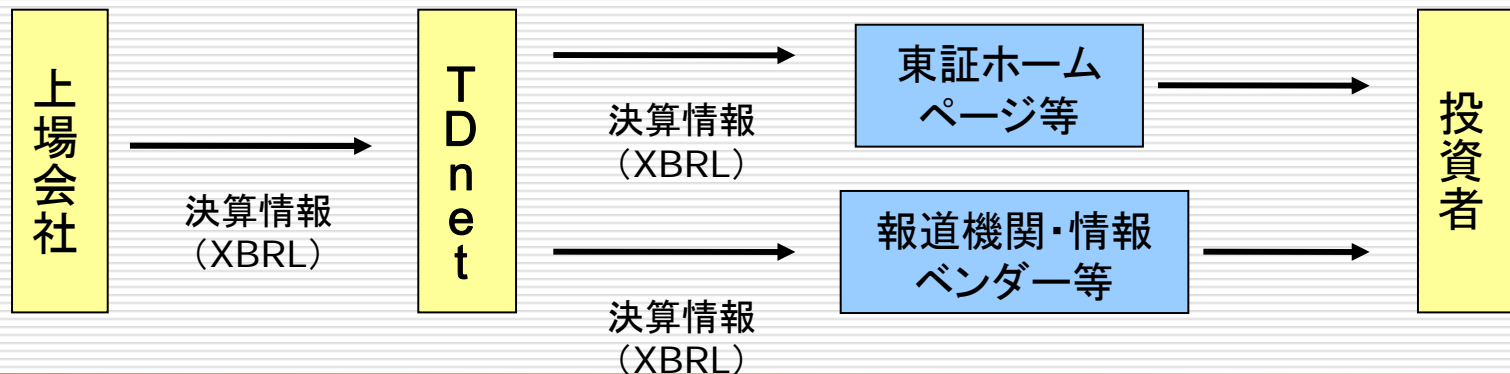 上場会社
決算情報
（XBRL）
TDnet
決算情報
（XBRL）
東証ホーム
ページ等
決算情報
（XBRL）
報道機関・情報
ベンダー等
投資者